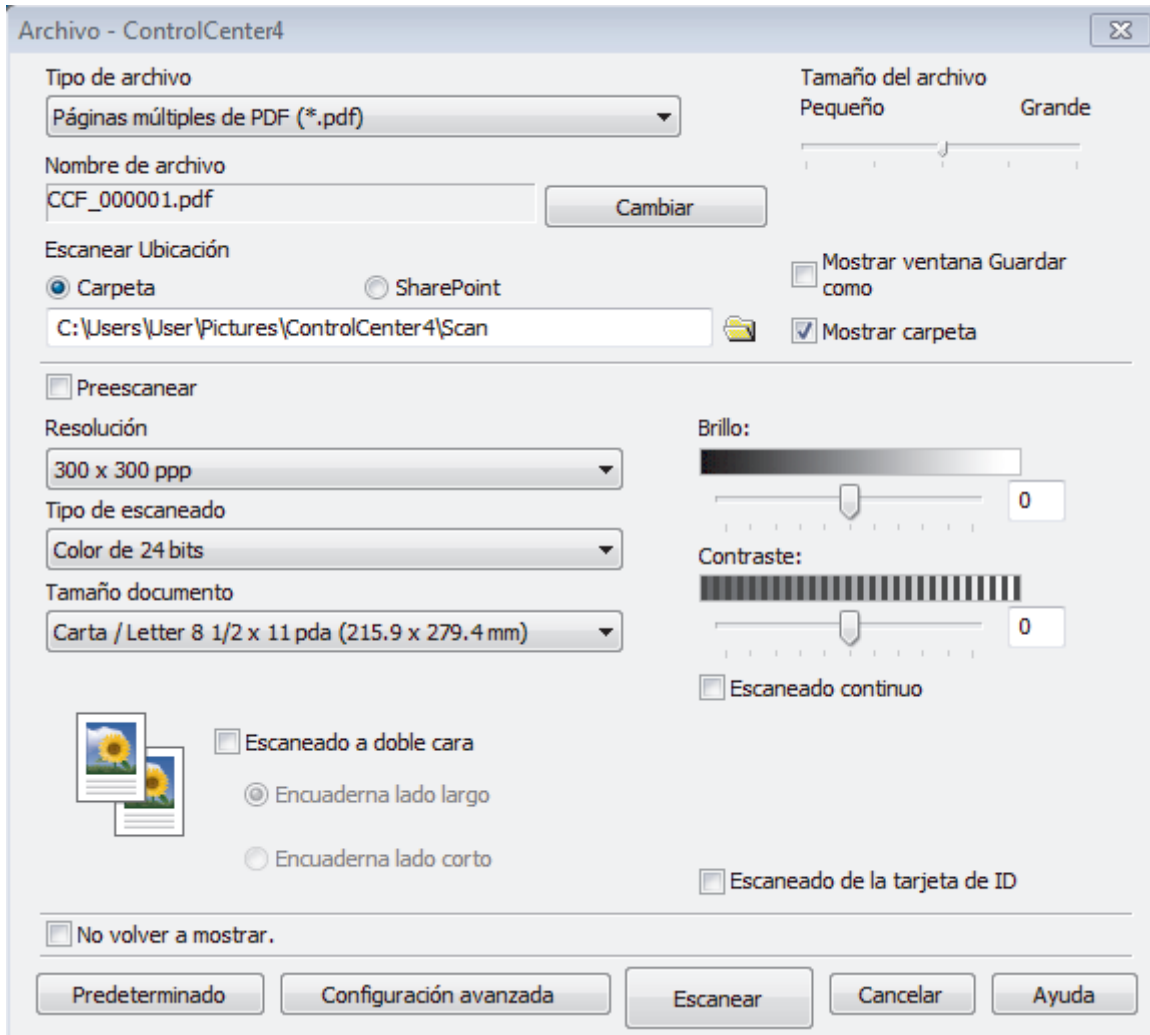 Archivo - ControlCenter4
Tipo de archivo
Páginas múltiples de PDF (*.pdf)
Tamaño del archivo
Pequeño Grande
Nombre de archivo
CCF_000001.pdf
Cambiar
Escanear Ubicación
Carpeta SharePoint
C:\Users\User\Pictures\ControlCenter4\Scan
Mostrar ventana Guardar
como
Mostrar carpeta
Preescanear
Resolución
300 x 300 ppp
Tipo de escaneado
Color de 24 bits
Tamaño documento
Carta / Letter 8 1/2 x 11 pda (215.9 x 279.4 mm)
Brillo:
0
Contraste:
0
Escaneado continuo
Escaneado a doble cara
Encuaderna lado largo
Encuaderna lado corto
Escaneado de la tarjeta de ID
No volver a mostrar.
Predeterminado Configuración avanzada Escanear Cancelar Ayuda